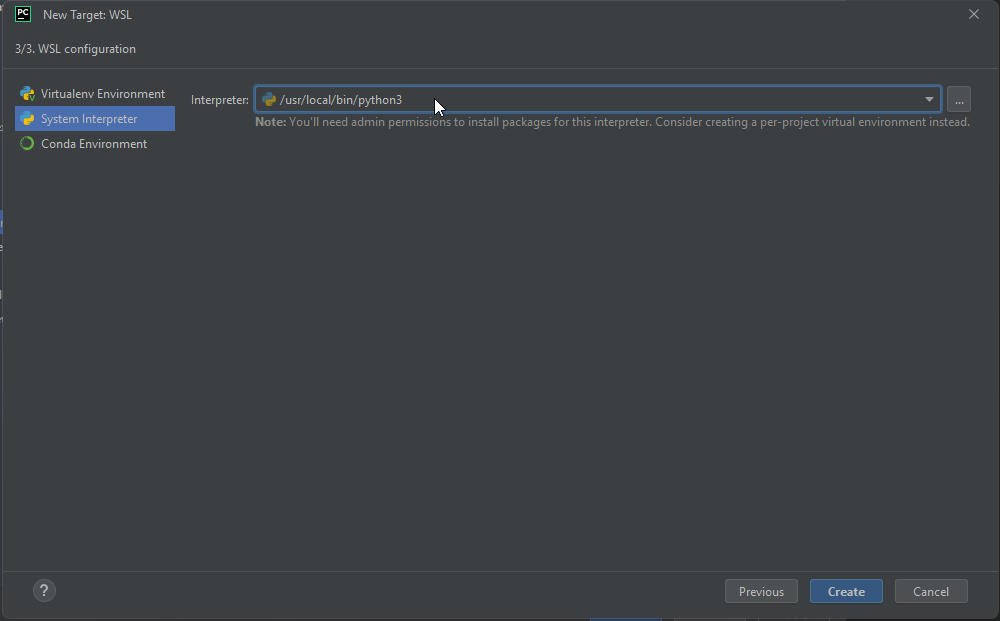 PC New Target: WSL
3/3. WSL configuration
Virtualenv Environment
System Interpreter
Conda Environment
Interpreter: /usr/local/bin/python3 ...
Note: You'll need admin permissions to install packages for this interpreter. Consider creating a per-project virtual environment instead.
? Previous Create Cancel